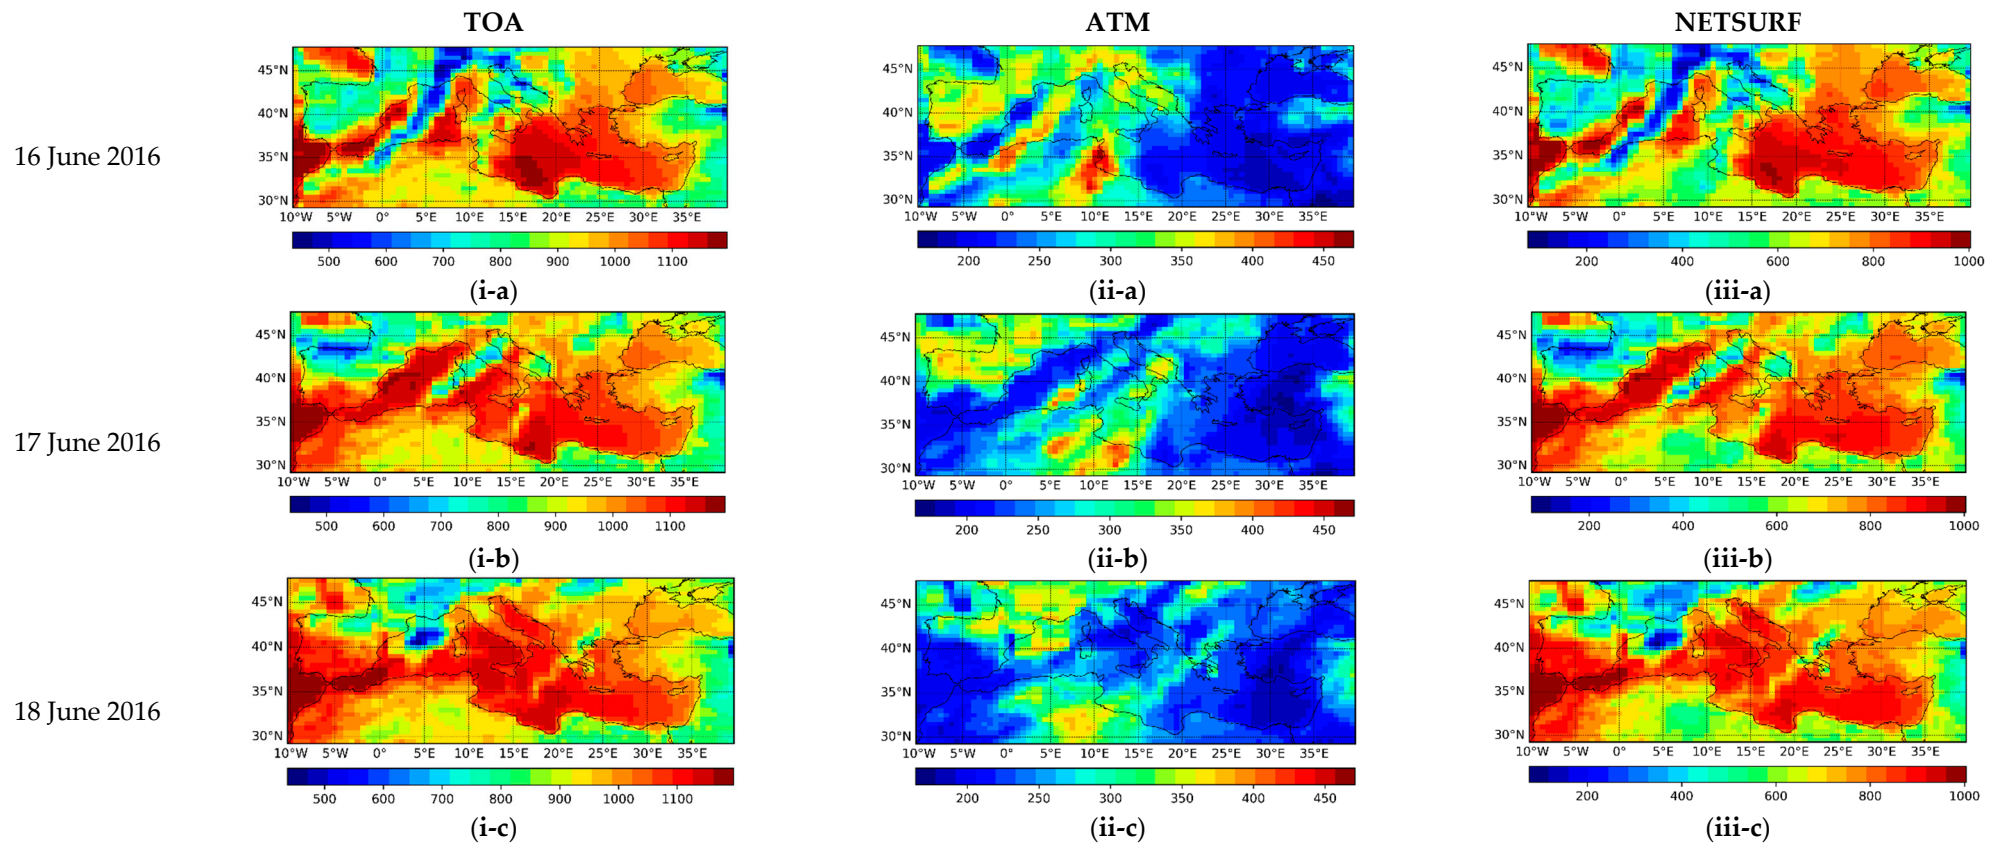 TOA ATM NETSURF
16 June 2016
45°N 45°N 45°N
40°N 40°N 40°N
35°N 35°N 35°N
30°N 30°N 30°N
10°W 5°W 0° 5°E 10°E 15°E 20°E 25°E 30°E 35°E 10°W 5°W 0° 5°E 10°E 15°E 20°E 25°E 30°E 35°E 10°W 5°W 0° 5°E 10°E 15°E 20°E 25°E 30°E 35°E
500 600 700 800 900 1000 1100 200 250 300 350 400 450 200 400 600 800 1000
(i-a) (ii-a) (iii-a)
17 June 2016
45°N 45°N 45°N
40°N 40°N 40°N
35°N 35°N 35°N
30°N 30°N 30°N
10°W 5°W 0° 5°E 10°E 15°E 20°E 25°E 30°E 35°E 10°W 5°W 0° 5°E 10°E 15°E 20°E 25°E 30°E 35°E 10°W 5°W 0° 5°E 10°E 15°E 20°E 25°E 30°E 35°E
500 600 700 800 900 1000 1100 200 250 300 350 400 450 200 400 600 800 1000
(i-b) (ii-b) (iii-b)
18 June 2016
45°N 45°N 45°N
40°N 40°N 40°N
35°N 35°N 35°N
30°N 30°N 30°N
10°W 5°W 0° 5°E 10°E 15°E 20°E 25°E 30°E 35°E 10°W 5°W 0° 5°E 10°E 15°E 20°E 25°E 30°E 35°E 10°W 5°W 0° 5°E 10°E 15°E 20°E 25°E 30°E 35°E
500 600 700 800 900 1000 1100 200 250 300 350 400 450 200 400 600 800 1000
(i-c) (ii-c) (iii-c)